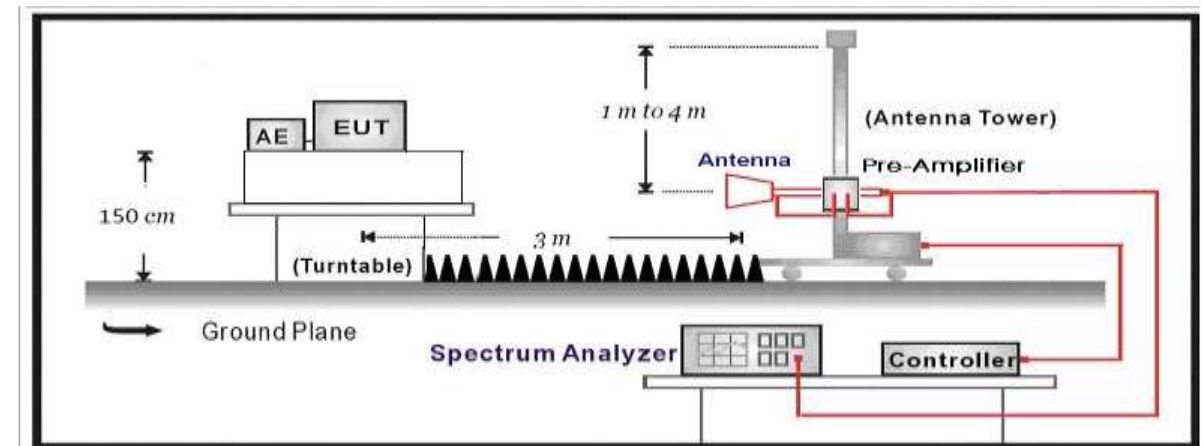 1 m to 4 m
(Antenna Tower)
AE
EUT
Antenna
Pre-Amplifier
150 cm
3 m
(Turntable)
Ground Plane
Spectrum Analyzer
Controller